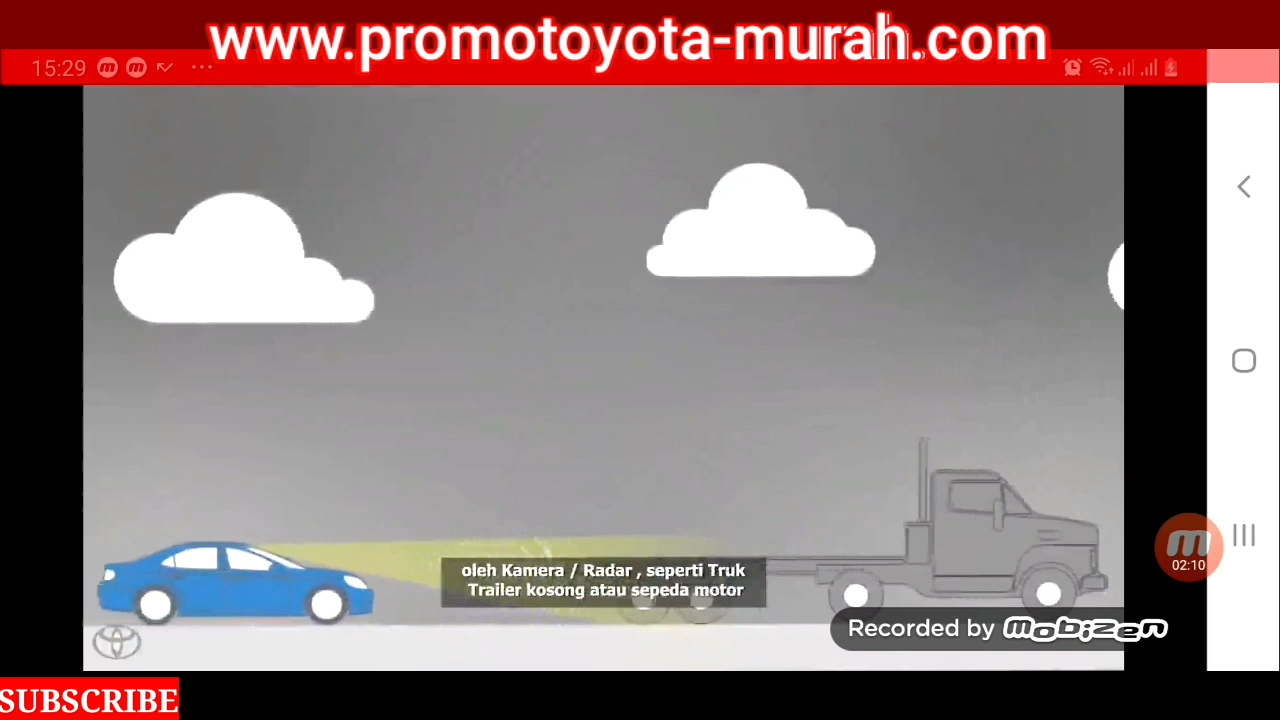 www.promotoyota-murah.com
15:29
oleh Kamera / Radar , seperti Truk
Trailer kosong atau sepeda motor
02:10
Recorded by Mobizen
SUBSCRIBE